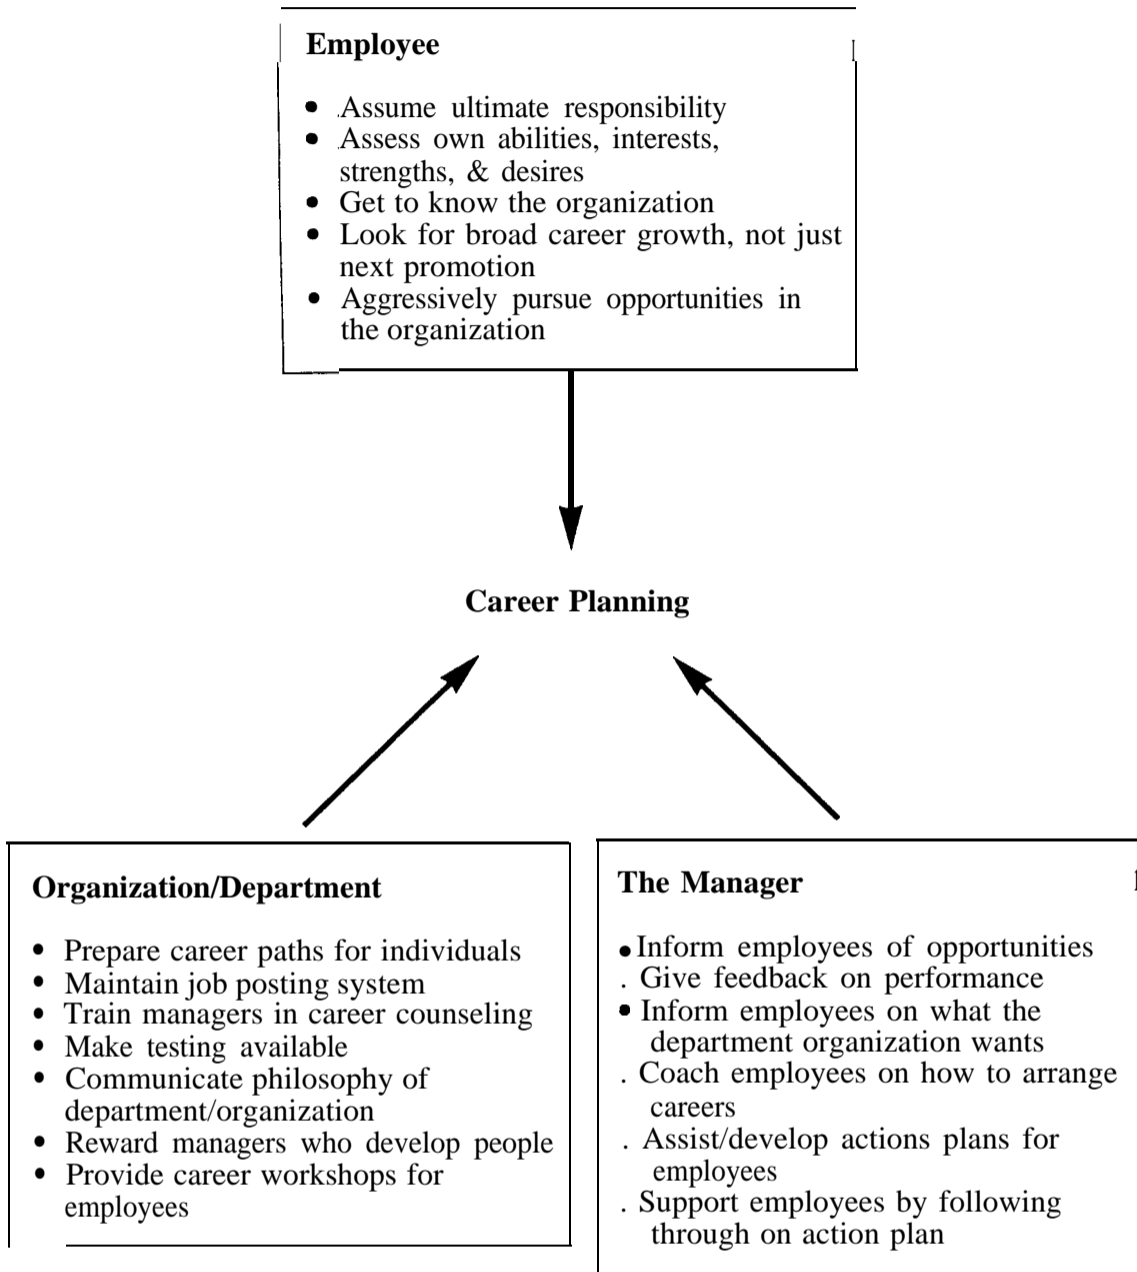 Employee
• Assume ultimate responsibility
• Assess own abilities, interests,
strengths, & desires
• Get to know the organization
• Look for broad career growth, not just
next promotion
• Aggressively pursue opportunities in
the organization
Career Planning
Organization/Department
• Prepare career paths for individuals
• Maintain job posting system
• Train managers in career counseling
• Make testing available
• Communicate philosophy of
department/organization
• Reward managers who develop people
• Provide career workshops for
employees
The Manager
• Inform employees of opportunities
. Give feedback on performance
• Inform employees on what the
department organization wants
. Coach employees on how to arrange
careers
. Assist/develop actions plans for
employees
. Support employees by following
through on action plan